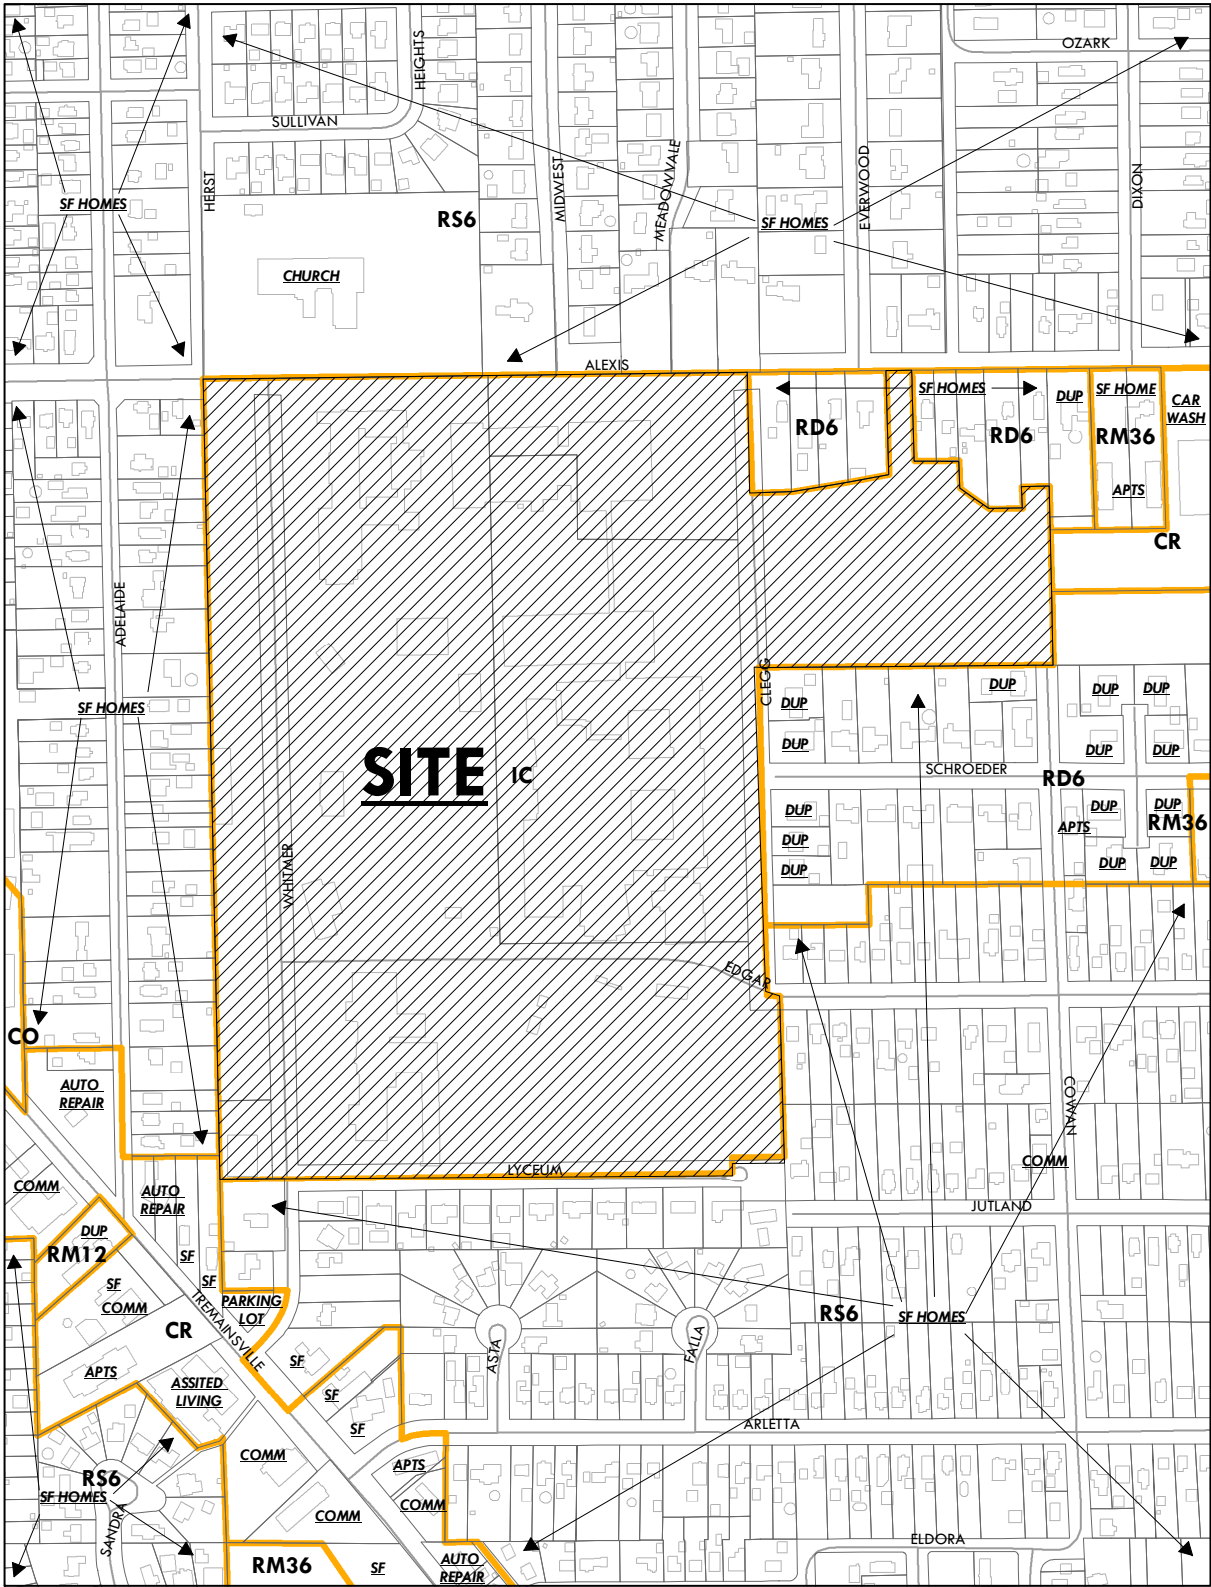 OZARK
HEIGHTS
SULLIVAN
HERST
MIDWEST
MEADOWVALE
EVERWOOD
DIXON
SF HOMES
RS6
SF HOMES
CHURCH
ALEXIS
SF HOMES
DUP
SF HOME
CAR
WASH
RD6
RD6
RM36
APTS
CR
ADELAIDE
CLEGG
SF HOMES
DUP
DUP
DUP
DUP
DUP
DUP
DUP
SITE
IC
SCHROEDER
RD6
DUP
DUP
DUP
RM36
APTS
DUP
DUP
DUP
DUP
WHITMER
EDGAR
CO
AUTO
REPAIR
COWAN
COMM
LYCEUM
COMM
AUTO
REPAIR
JUTLAND
DUP
RM12
SF
SF
SF
COMM
PARKING
LOT
TREMAINSVILLE
CR
RS6
SF HOMES
ASTA
FALLA
APTS
ASSITED
LIVING
SF
SF
SF
ARLETTA
COMM
APTS
RS6
SF HOMES
COMM
COMM
SANDRA
ELDORA
RM36
SF
AUTO
REPAIR